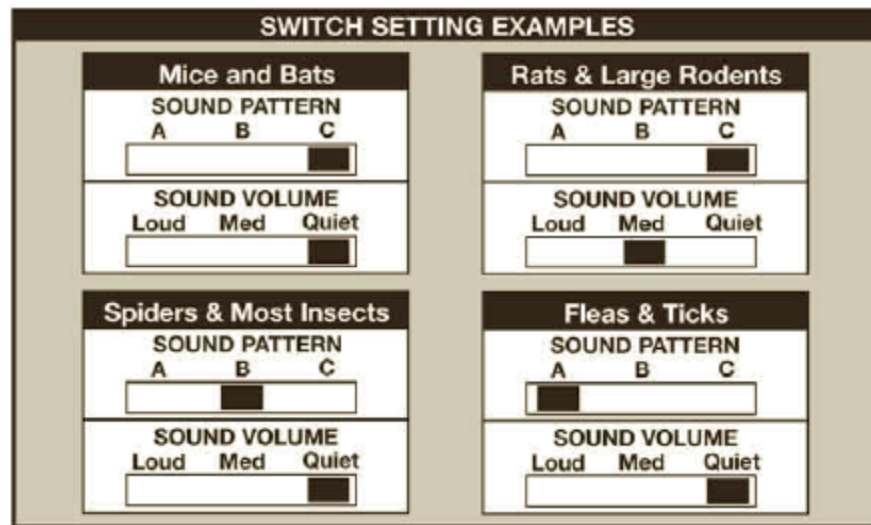 SWITCH SETTING EXAMPLES
Mice and Bats
SOUND PATTERN
A B C
SOUND VOLUME
Loud Med Quiet
Rats & Large Rodents
SOUND PATTERN
A B C
SOUND VOLUME
Loud Med Quiet
Spiders & Most Insects
SOUND PATTERN
A B C
SOUND VOLUME
Loud Med Quiet
Fleas & Ticks
SOUND PATTERN
A B C
SOUND VOLUME
Loud Med Quiet